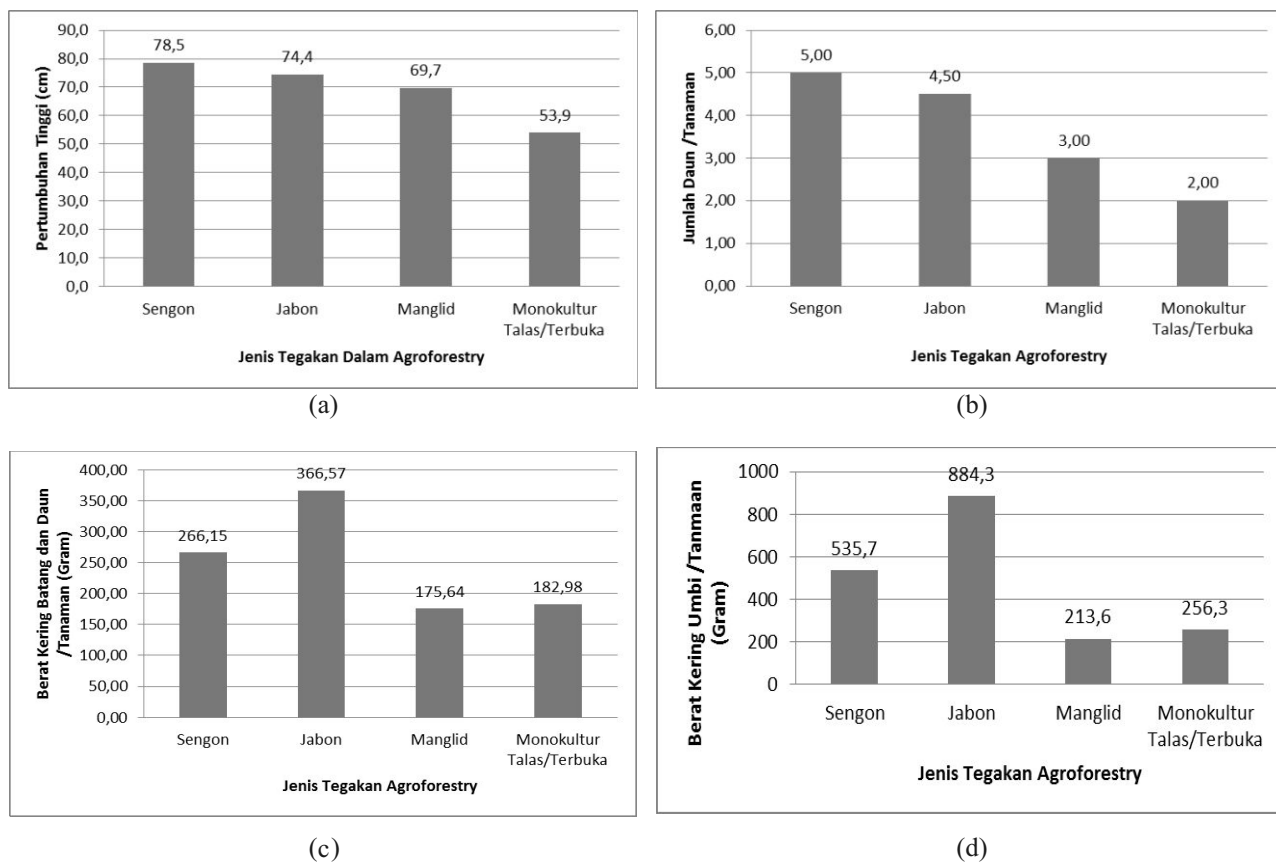 90,0
80,0
70,0
60,0
50,0
40,0
30,0
20,0
10,0
0,0
Pertumbuhan Tinggi (cm)
78,5
74,4
69,7
53,9
Sengon
Jabon
Manglid
Monokultur
Talas/Terbuka
Jenis Tegakan Dalam Agroforestry
(a)
6,00
5,00
4,00
3,00
2,00
1,00
0,00
Jumlah Daun /Tanaman
5,00
4,50
3,00
2,00
Sengon
Jabon
Manglid
Monokultur
Talas/Terbuka
Jenis Tegakan Agroforestry
(b)
400,00
350,00
300,00
250,00
200,00
150,00
100,00
50,00
0,00
Berat Kering Batang dan Daun
/Tanaman (Gram)
266,15
366,57
175,64
182,98
Sengon
Jabon
Manglid
Monokultur
Talas/Terbuka
Jenis Tegakan Agroforestry
(c)
1000
800
600
400
200
0
Berat Kering Umbi /Tanmaan
(Gram)
535,7
884,3
213,6
256,3
Sengon
Jabon
Manglid
Monokultur
Talas/Terbuka
Jenis Tegakan Agroforestry
(d)